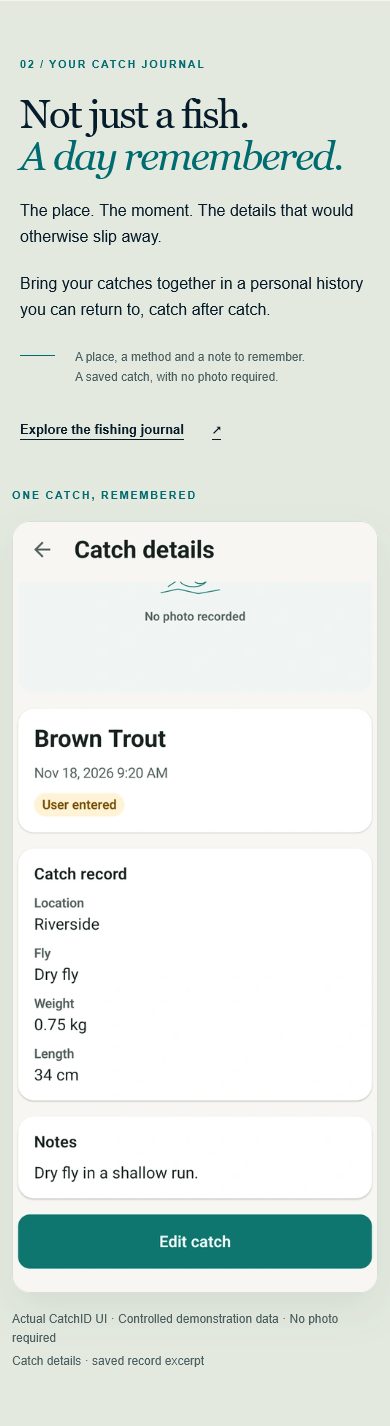 02 / YOUR CATCH JOURNAL
Not just a fish.
A day remembered.
The place. The moment. The details that would
otherwise slip away.
Bring your catches together in a personal history
you can return to, catch after catch.
A place, a method and a note to remember.
A saved catch, with no photo required.
Explore the fishing journal ↗
ONE CATCH, REMEMBERED
← Catch details
No photo recorded
Brown Trout
Nov 18, 2026 9:20 AM
User entered
Catch record
Location
Riverside
Fly
Dry fly
Weight
0.75 kg
Length
34 cm
Notes
Dry fly in a shallow run.
Edit catch
Actual CatchID UI · Controlled demonstration data · No photo
required
Catch details · saved record excerpt